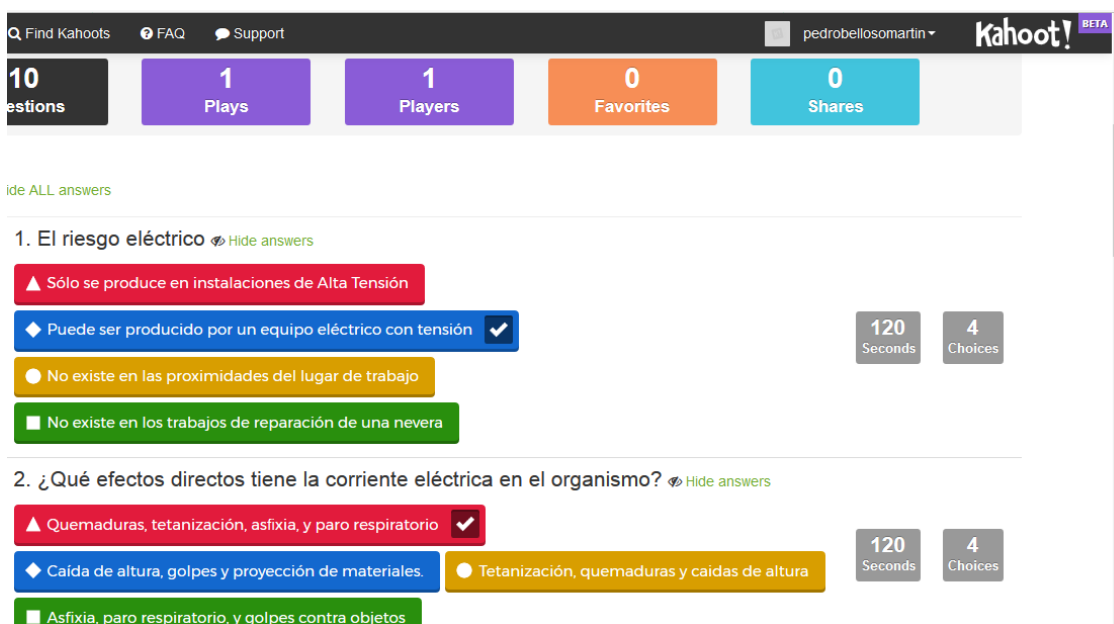 Find Kahoots FAQ Support pedrobellosomartin Kahoot! BETA
10 1 1 0 0
estions Plays Players Favorites Shares
ide ALL answers
1. El riesgo eléctrico Hide answers
Sólo se produce en instalaciones de Alta Tensión
Puede ser producido por un equipo eléctrico con tensión
120 4
Seconds Choices
No existe en las proximidades del lugar de trabajo
No existe en los trabajos de reparación de una nevera
2. ¿Qué efectos directos tiene la corriente eléctrica en el organismo? Hide answers
Quemaduras, tetanización, asfixia, y paro respiratorio
120 4
Seconds Choices
Caída de altura, golpes y proyección de materiales. Tetanización, quemaduras y caidas de altura
Asfixia, paro respiratorio, y golpes contra objetos